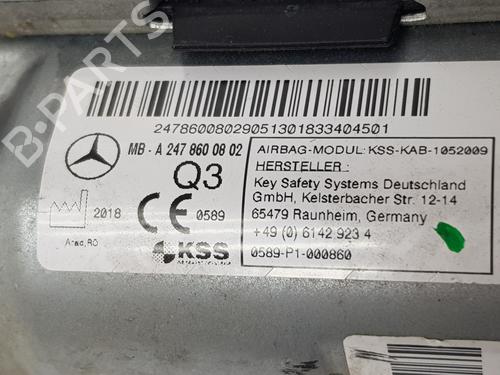 B-PARTS
24786008029051301833404501
MB - A 247 860 08 02
Q3
2018
CE 0589
Arad, RO
KSS
AIRBAG-MODUL: KSS-KAB-1052009
HERSTELLER :
Key Safety Systems Deutschland
GmbH, Kelsterbacher Str. 12-14
65479 Raunheim, Germany
+49 (0) 6142 923 4
0589-P1-000860